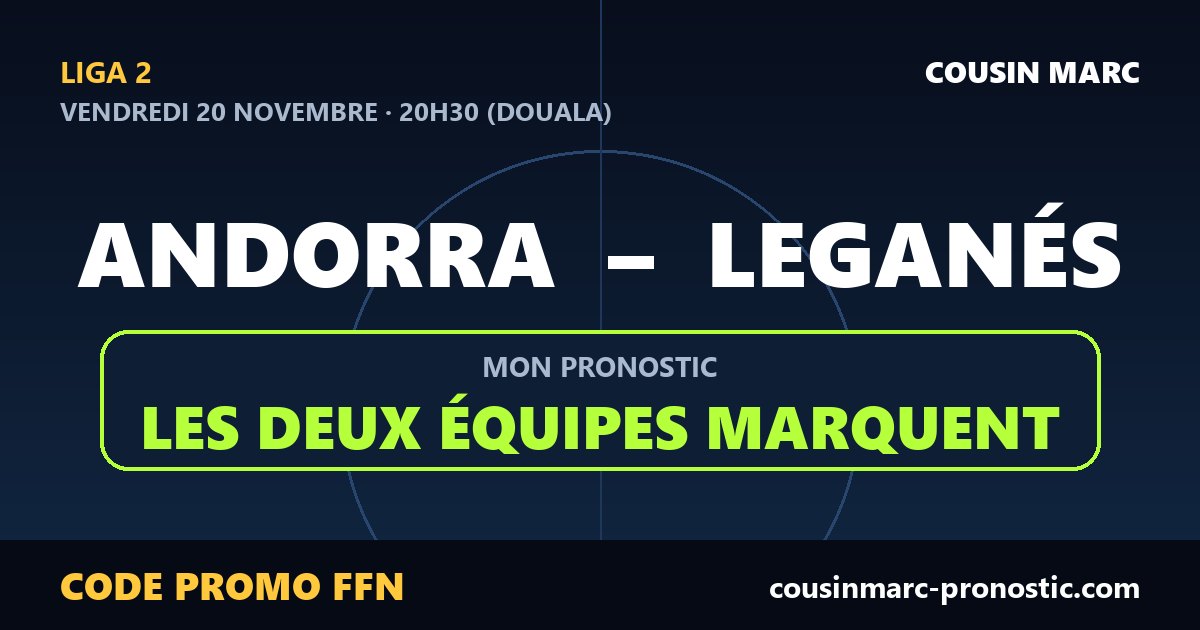 LIGA 2
COUSIN MARC
VENDREDI 20 NOVEMBRE · 20H30 (DOUALA)
ANDORRA – LEGANÉS
MON PRONOSTIC
LES DEUX ÉQUIPES MARQUENT
CODE PROMO FFN
cousinmarc-pronostic.com